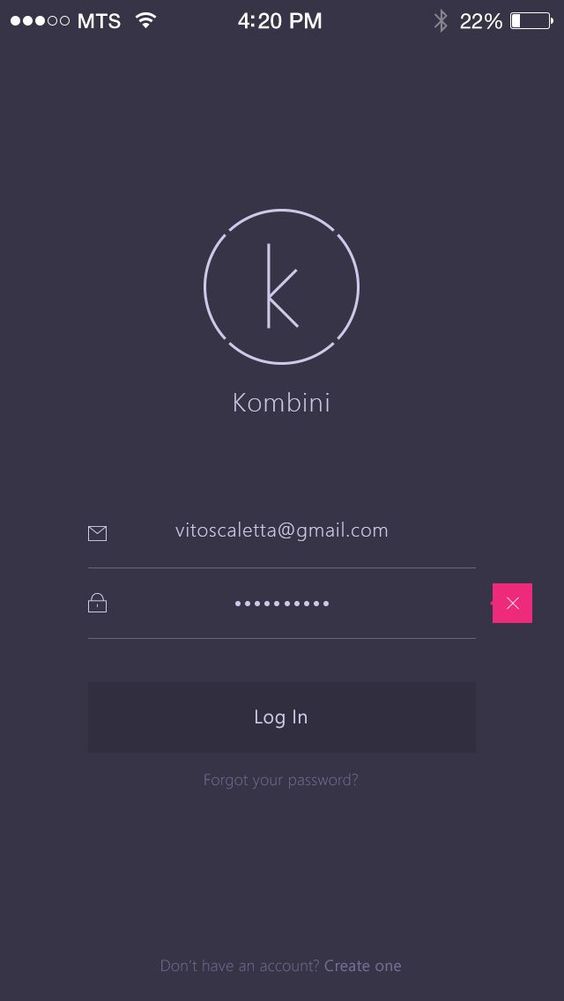 MTS 4:20 PM 22%
k
Kombini
vitoscaletta@gmail.com
••••••••••
Log In
Forgot your password?
Don't have an account? Create one